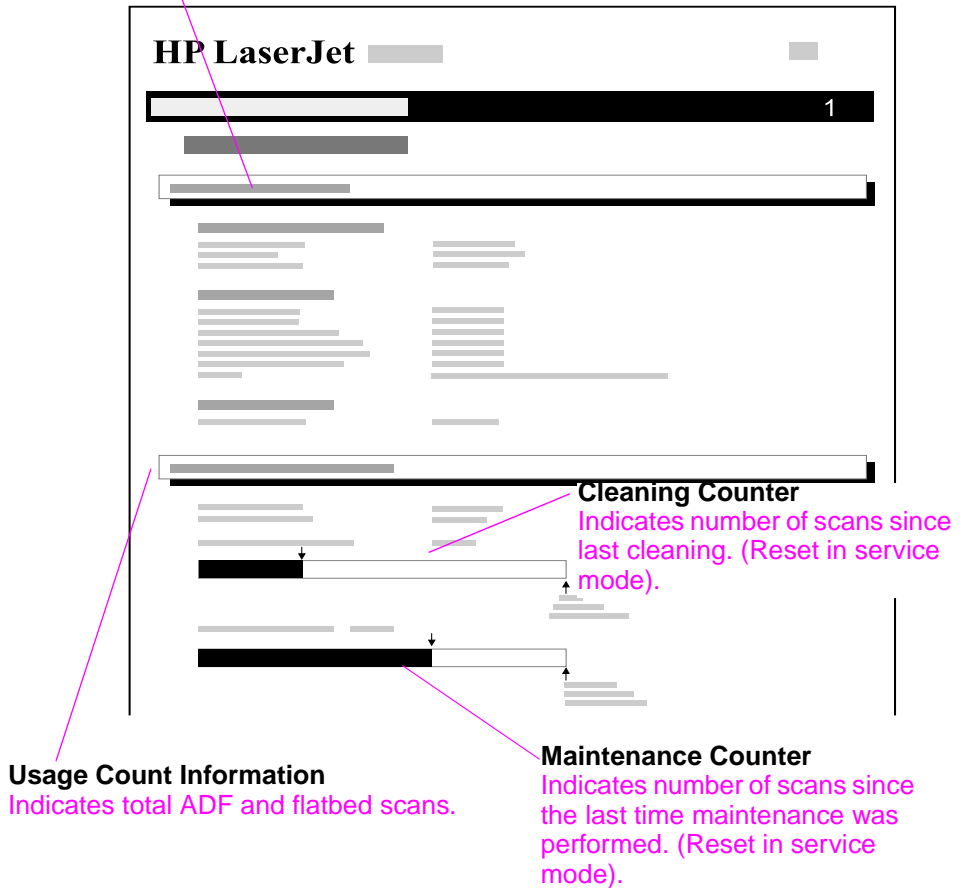 HP LaserJet
1
Cleaning Counter
Indicates number of scans since
last cleaning. (Reset in service
mode).
Usage Count Information
Indicates total ADF and flatbed scans.
Maintenance Counter
Indicates number of scans since
the last time maintenance was
performed. (Reset in service
mode).